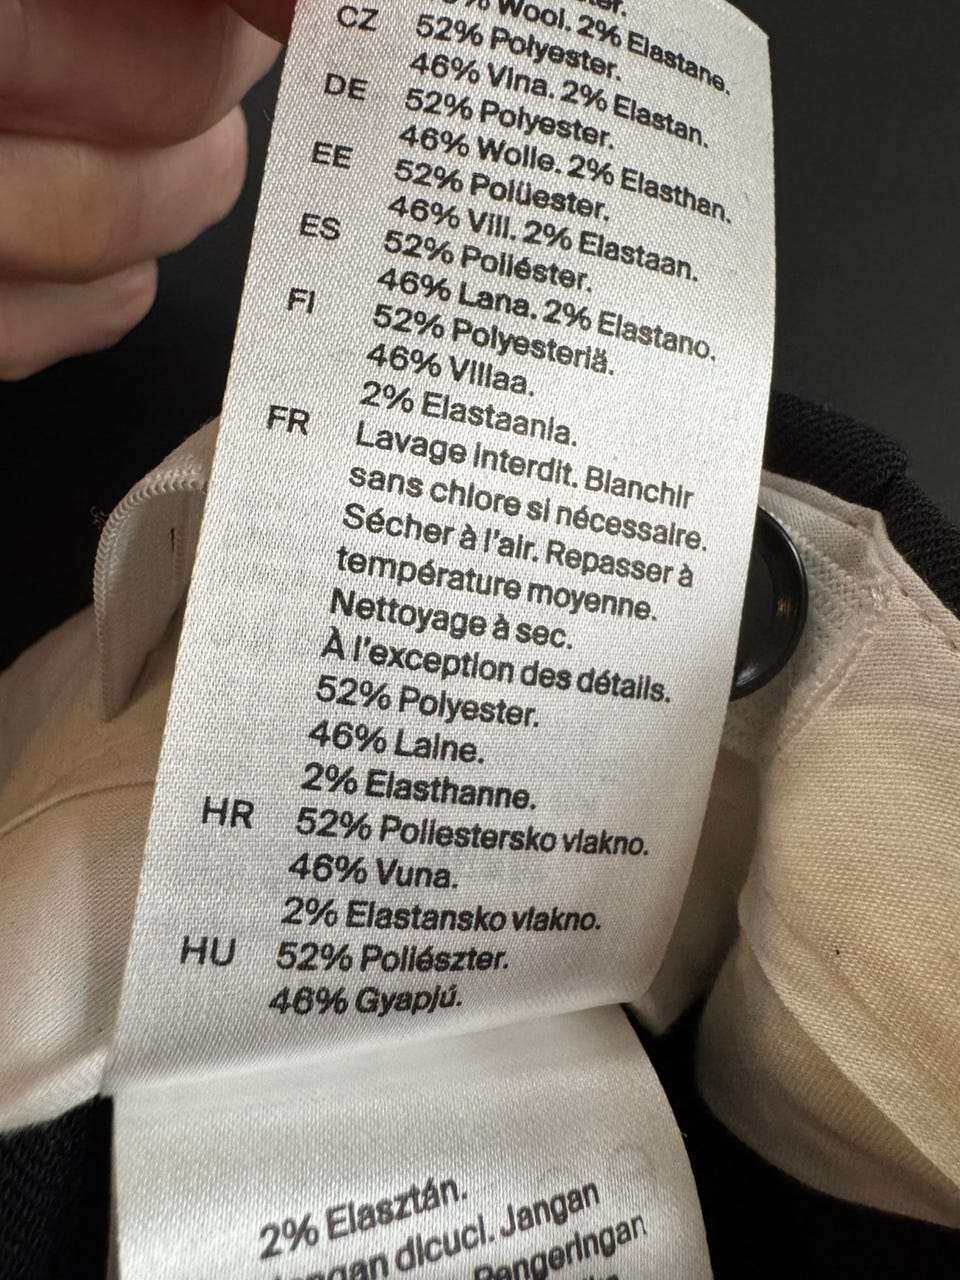 Wool. 2% Elastane.
CZ 52% Polyester.
46% Vlna. 2% Elastan.
DE 52% Polyester.
46% Wolle. 2% Elasthan.
EE 52% Polüester.
46% Vill. 2% Elastaan.
ES 52% Poliéster.
46% Lana. 2% Elastano.
FI 52% Polyesteriä.
46% Villaa.
2% Elastaania.
FR Lavage interdit. Blanchir
sans chlore si nécessaire.
Sécher à l'air. Repasser à
température moyenne.
Nettoyage à sec.
À l'exception des détails.
52% Polyester.
46% Laine.
2% Elasthanne.
HR 52% Poliestersko vlakno.
46% Vuna.
2% Elastansko vlakno.
HU 52% Poliészter.
46% Gyapjú.
2% Elasztán.
dicuci. Jangan
Pengeringan